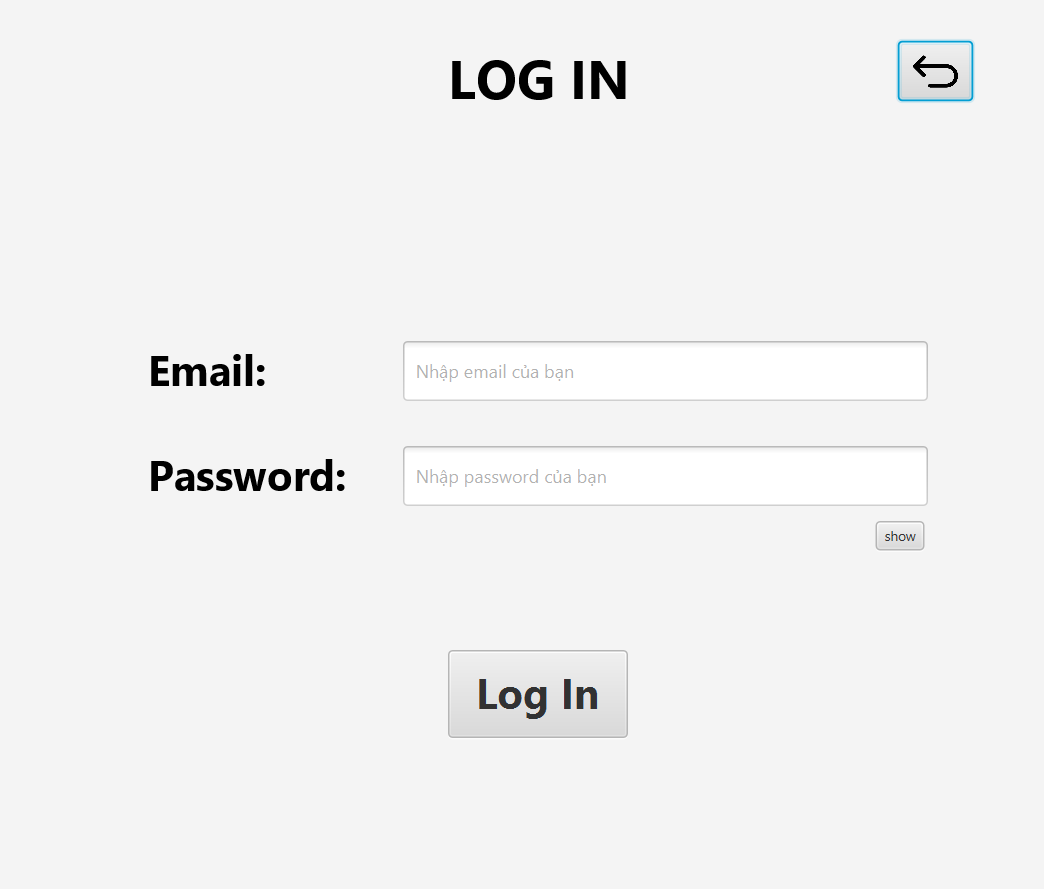 LOG IN
Email:
Nhập email của bạn
Password:
Nhập password của bạn
show
Log In